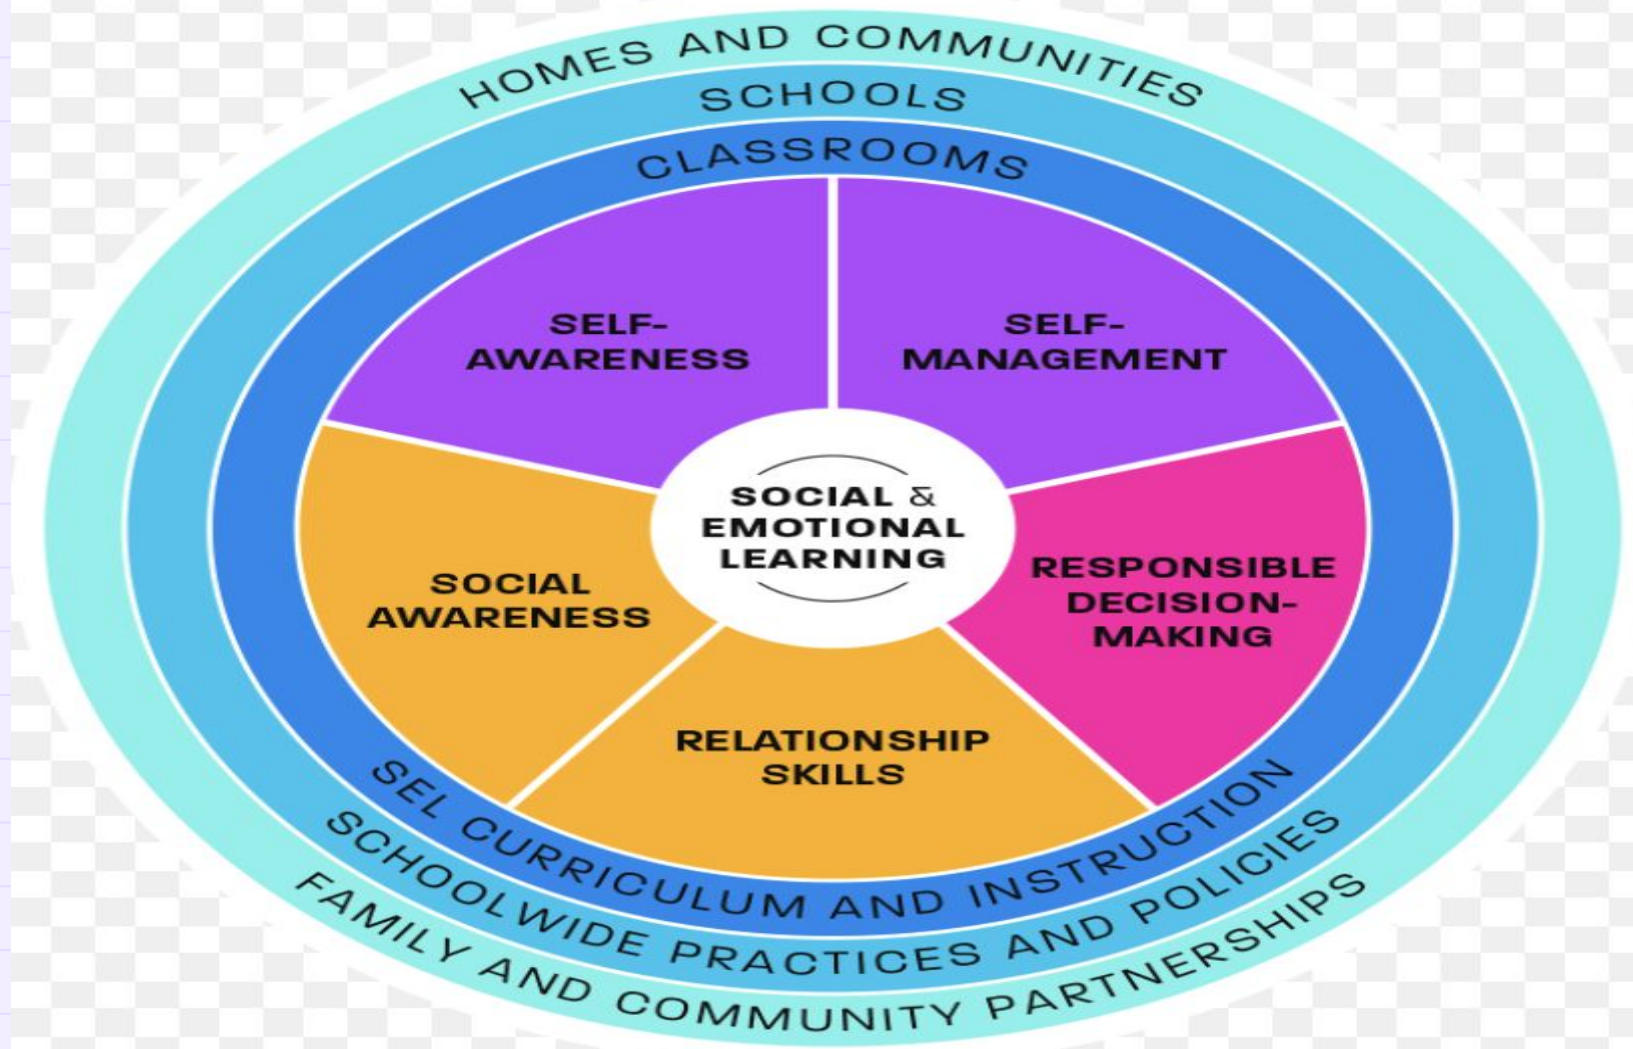 HOMES AND COMMUNITIES
SCHOOLS
CLASSROOMS
SELF-
AWARENESS
SELF-
MANAGEMENT
SOCIAL &
EMOTIONAL
LEARNING
SOCIAL
AWARENESS
RESPONSIBLE
DECISION-
MAKING
RELATIONSHIP
SKILLS
SEL CURRICULUM AND INSTRUCTION
SCHOOLWIDE PRACTICES AND POLICIES
FAMILY AND COMMUNITY PARTNERSHIPS